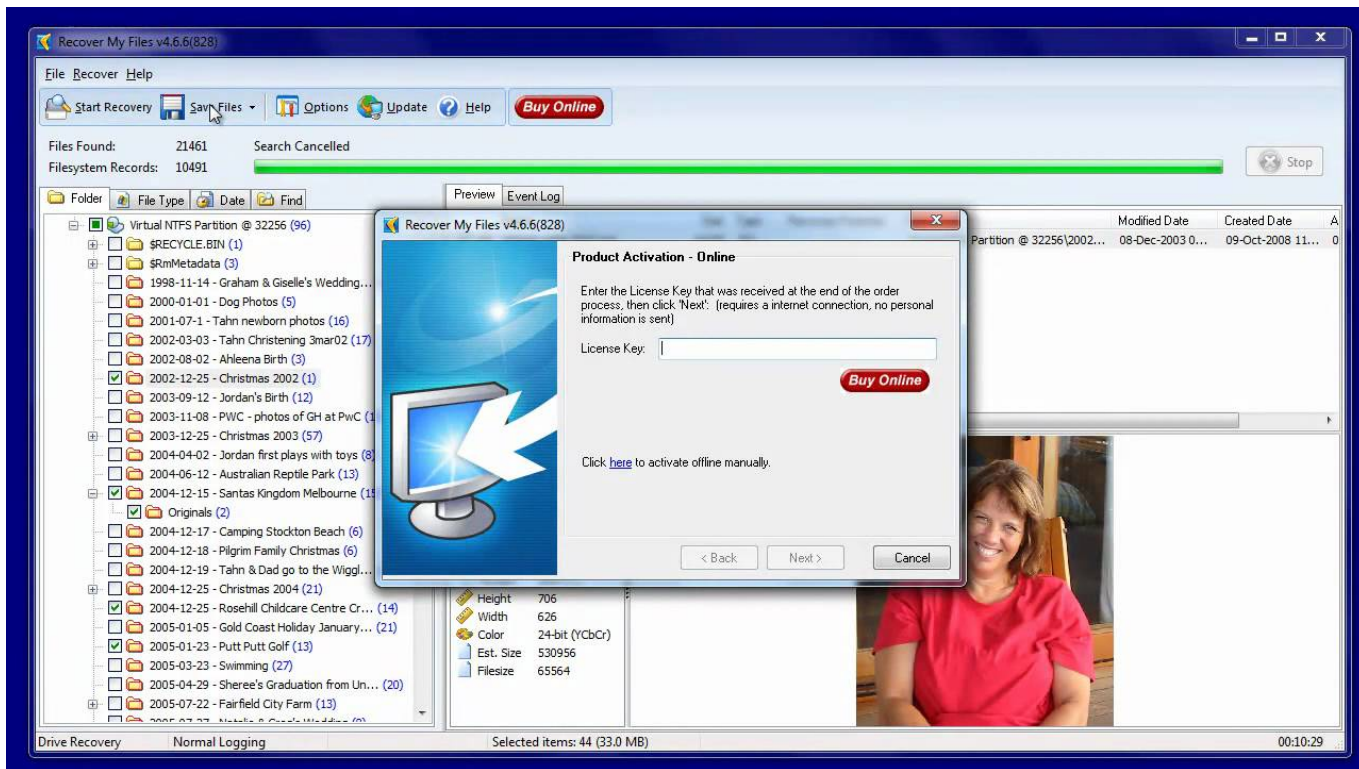 Recover My Files v4.6.6(828)
File Recover Help
Start Recovery Save Files Options Update Help Buy Online
Files Found: 21461 Search Cancelled
Filesystem Records: 10491
Stop
Folder File Type Date Find
Preview Event Log
Virtual NTFS Partition @ 32256 (96)
$RECYCLE.BIN (1)
$RmMetadata (3)
1998-11-14 - Graham & Giselle's Wedding...
2000-01-01 - Dog Photos (5)
2001-07-1 - Tahn newborn photos (16)
2002-03-03 - Tahn Christening 3mar02 (17)
2002-08-02 - Ahleena Birth (3)
2002-12-25 - Christmas 2002 (1)
2003-09-12 - Jordan's Birth (12)
2003-11-08 - PWC - photos of GH at PwC (1
2003-12-25 - Christmas 2003 (57)
2004-04-02 - Jordan first plays with toys (8)
2004-06-12 - Australian Reptile Park (13)
2004-12-15 - Santas Kingdom Melbourne (15
Originals (2)
2004-12-17 - Camping Stockton Beach (6)
2004-12-18 - Pilgrim Family Christmas (6)
2004-12-19 - Tahn & Dad go to the Wiggl...
2004-12-25 - Christmas 2004 (21)
2004-12-25 - Rosehill Childcare Centre Cr... (14)
2005-01-05 - Gold Coast Holiday January... (21)
2005-01-23 - Putt Putt Golf (13)
2005-03-23 - Swimming (27)
2005-04-29 - Sheree's Graduation from Un... (20)
2005-07-22 - Fairfield City Farm (13)
Modified Date Created Date A
Partition @ 32256\2002... 08-Dec-2003 0... 09-Oct-2008 11... 0
Recover My Files v4.6.6(828)
Product Activation - Online
Enter the License Key that was received at the end of the order
process, then click 'Next': (requires a internet connection, no personal
information is sent)
License Key:
Buy Online
Click here to activate offline manually.
< Back Next > Cancel
Height 706
Width 626
Color 24-bit (YCbCr)
Est. Size 530956
Filesize 65564
Drive Recovery Normal Logging Selected items: 44 (33.0 MB) 00:10:29